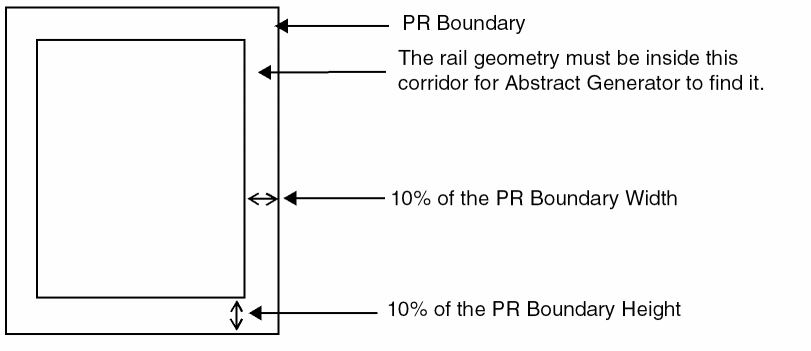 PR Boundary
The rail geometry must be inside this
corridor for Abstract Generator to find it.
10% of the PR Boundary Width
10% of the PR Boundary Height